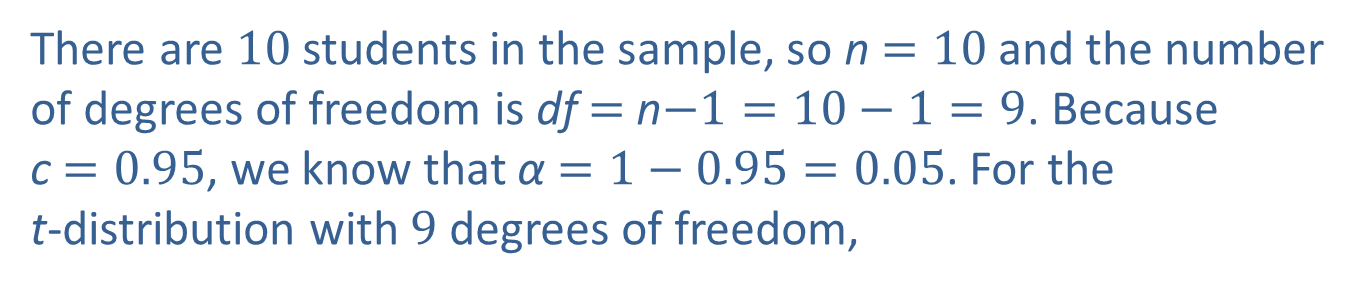 There are 10 students in the sample, so n = 10 and the number
of degrees of freedom is df = n−1 = 10 − 1 = 9. Because
c = 0.95, we know that α = 1 − 0.95 = 0.05. For the
t-distribution with 9 degrees of freedom,